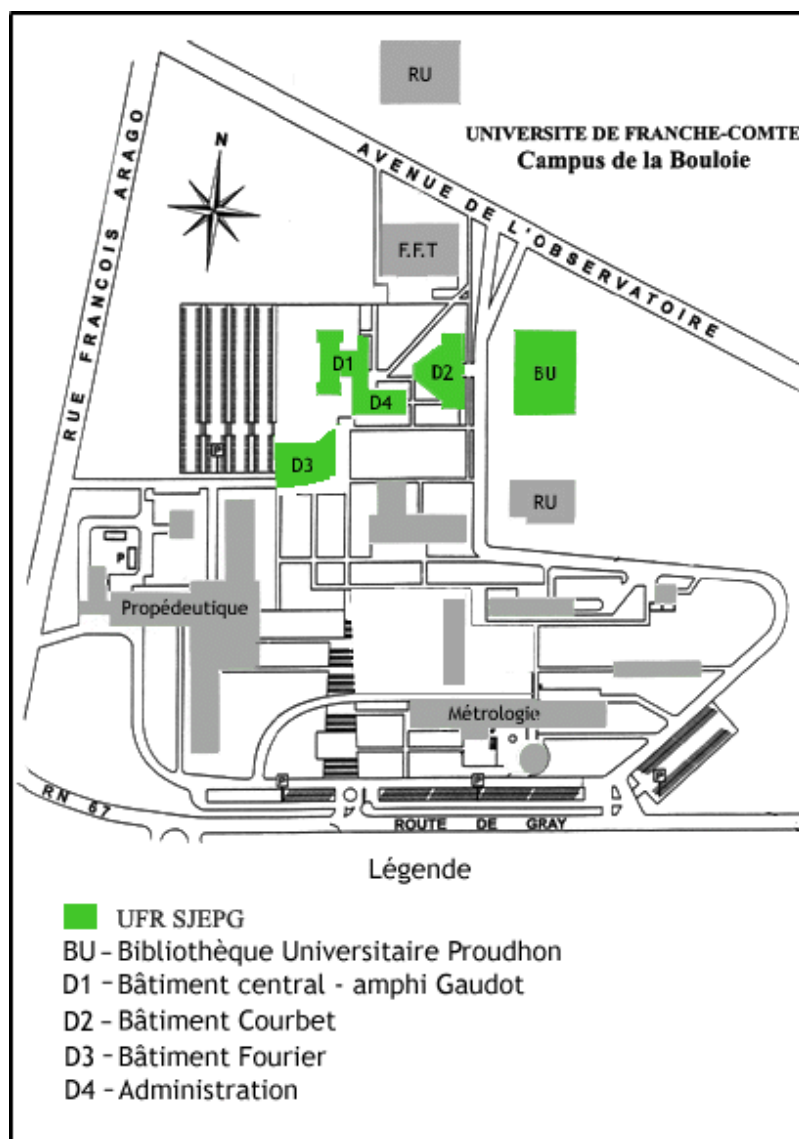 RU
UNIVERSITE DE FRANCHE-COMTE
Campus de la Bouloie
AVENUE DE L'OBSERVATOIRE
RUE FRANCOIS ARAGO
N
F.F.T
D1
D2
BU
D4
D3
P
RU
P
Propédeutique
Métrologie
P
P
P
RN 67
ROUTE DE GRAY
Légende
UFR SJEPG
BU - Bibliothèque Universitaire Proudhon
D1 - Bâtiment central - amphi Gaudot
D2 - Bâtiment Courbet
D3 - Bâtiment Fourier
D4 - Administration